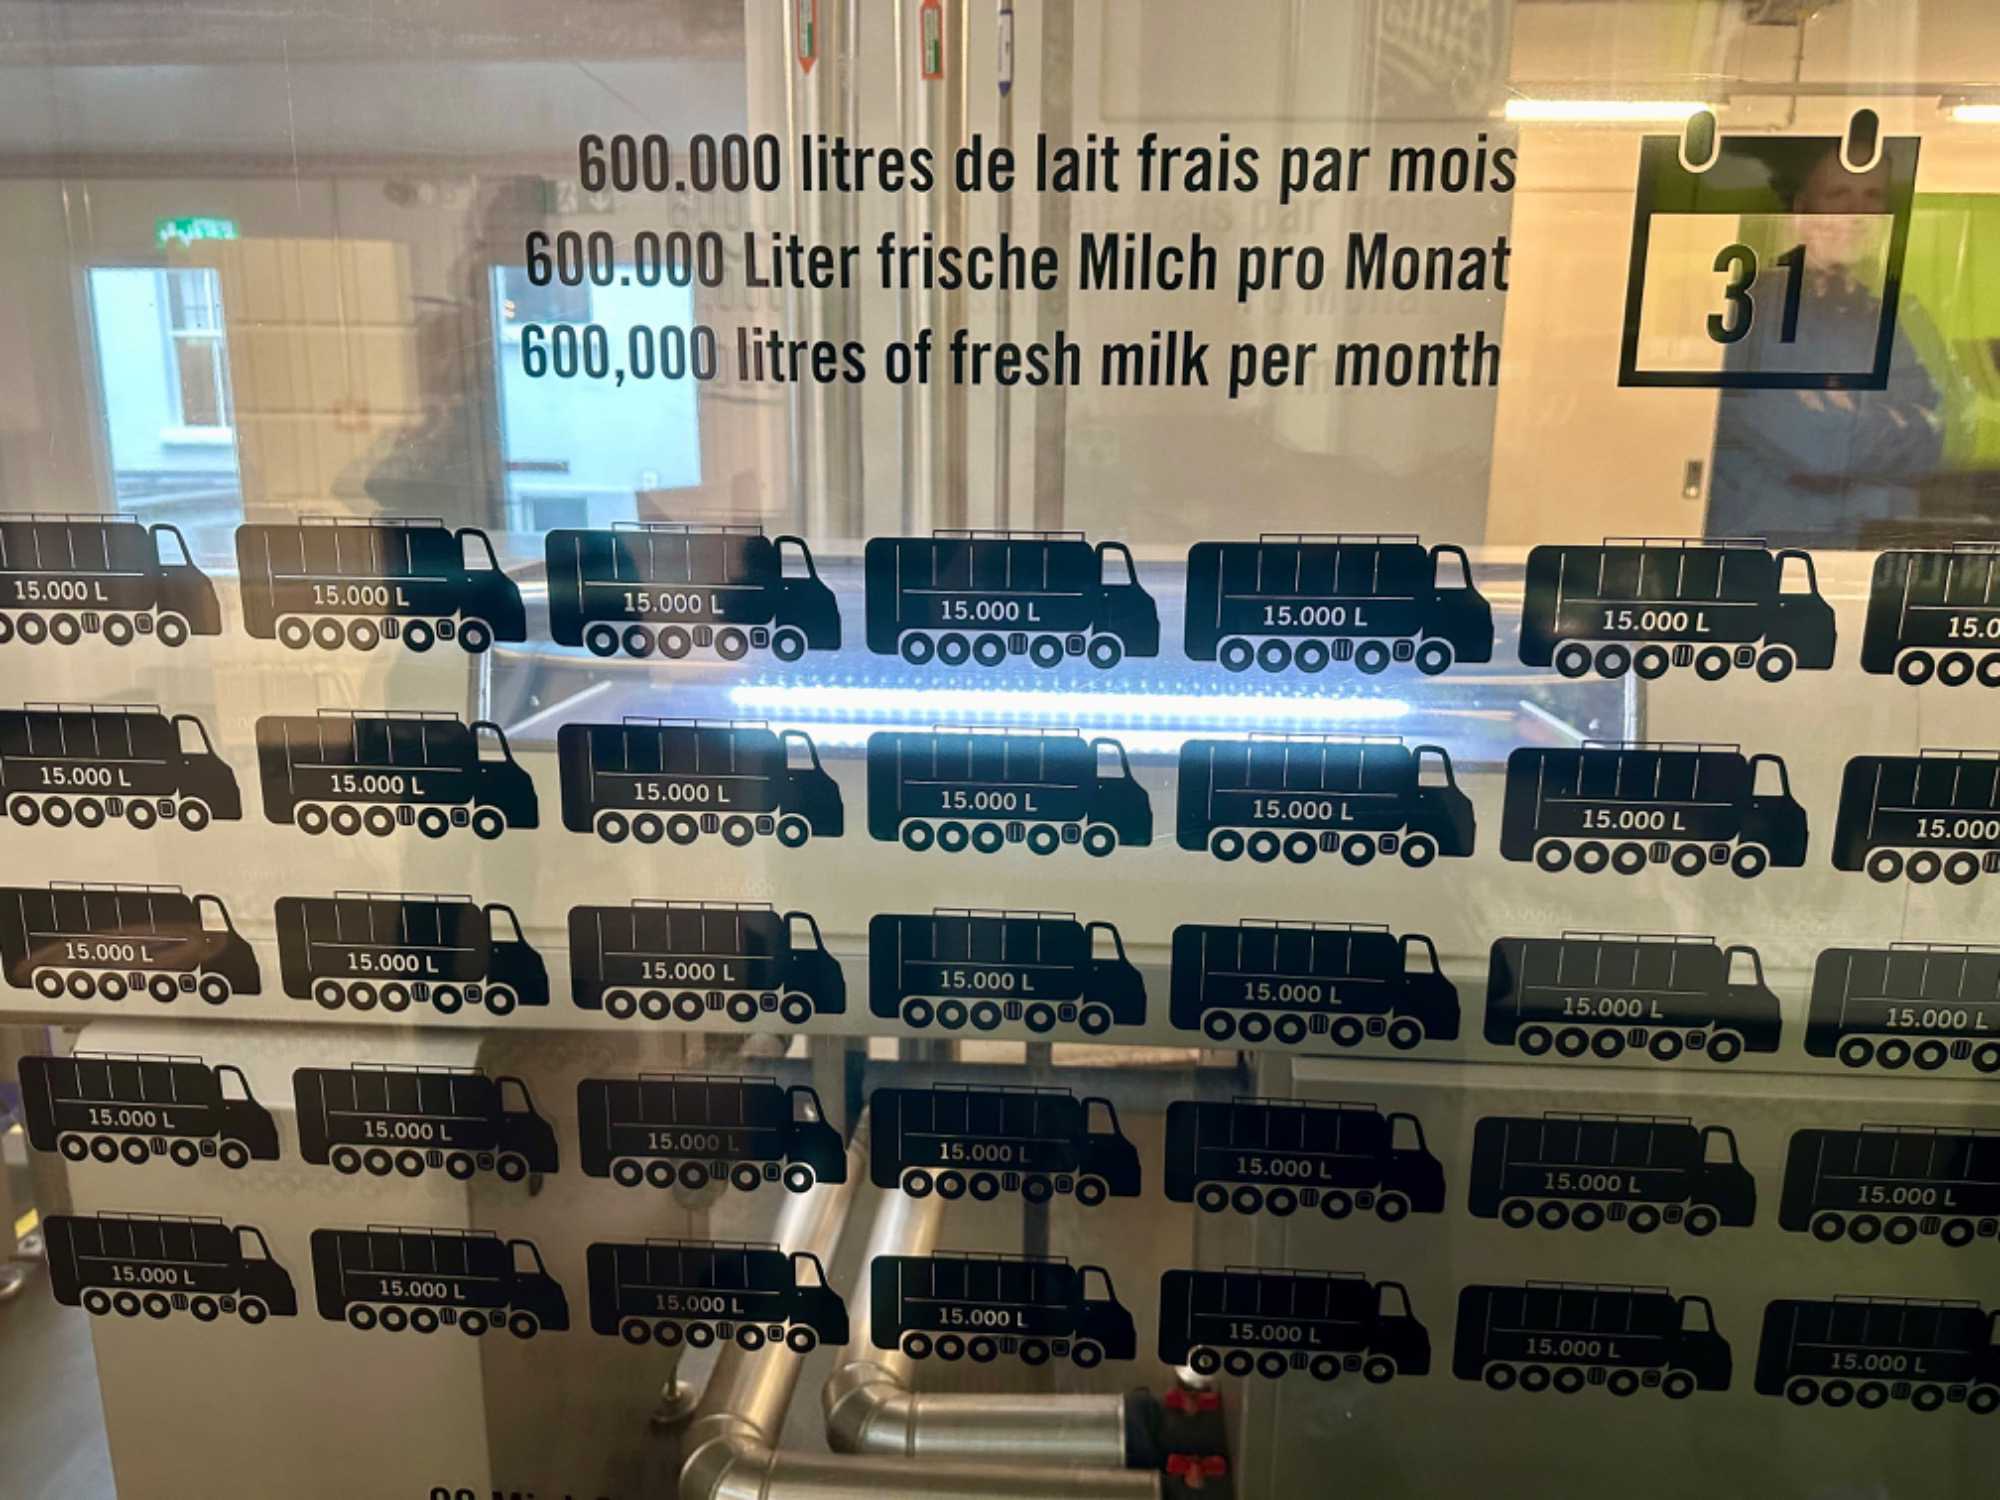 600.000 litres de lait frais par mois
600.000 Liter frische Milch pro Monat
600,000 litres of fresh milk per month
31
15.000 L 15.000 L 15.000 L 15.000 L 15.000 L 15.000 L 15.0
15.000 L 15.000 L 15.000 L 15.000 L 15.000 L 15.000 L 15.000
15.000 L 15.000 L 15.000 L 15.000 L 15.000 L 15.000 L 15.000 L
15.000 L 15.000 L 15.000 L 15.000 L 15.000 L 15.000 L 15.000 L
15.000 L 15.000 L 15.000 L 15.000 L 15.000 L 15.000 L 15.000 L